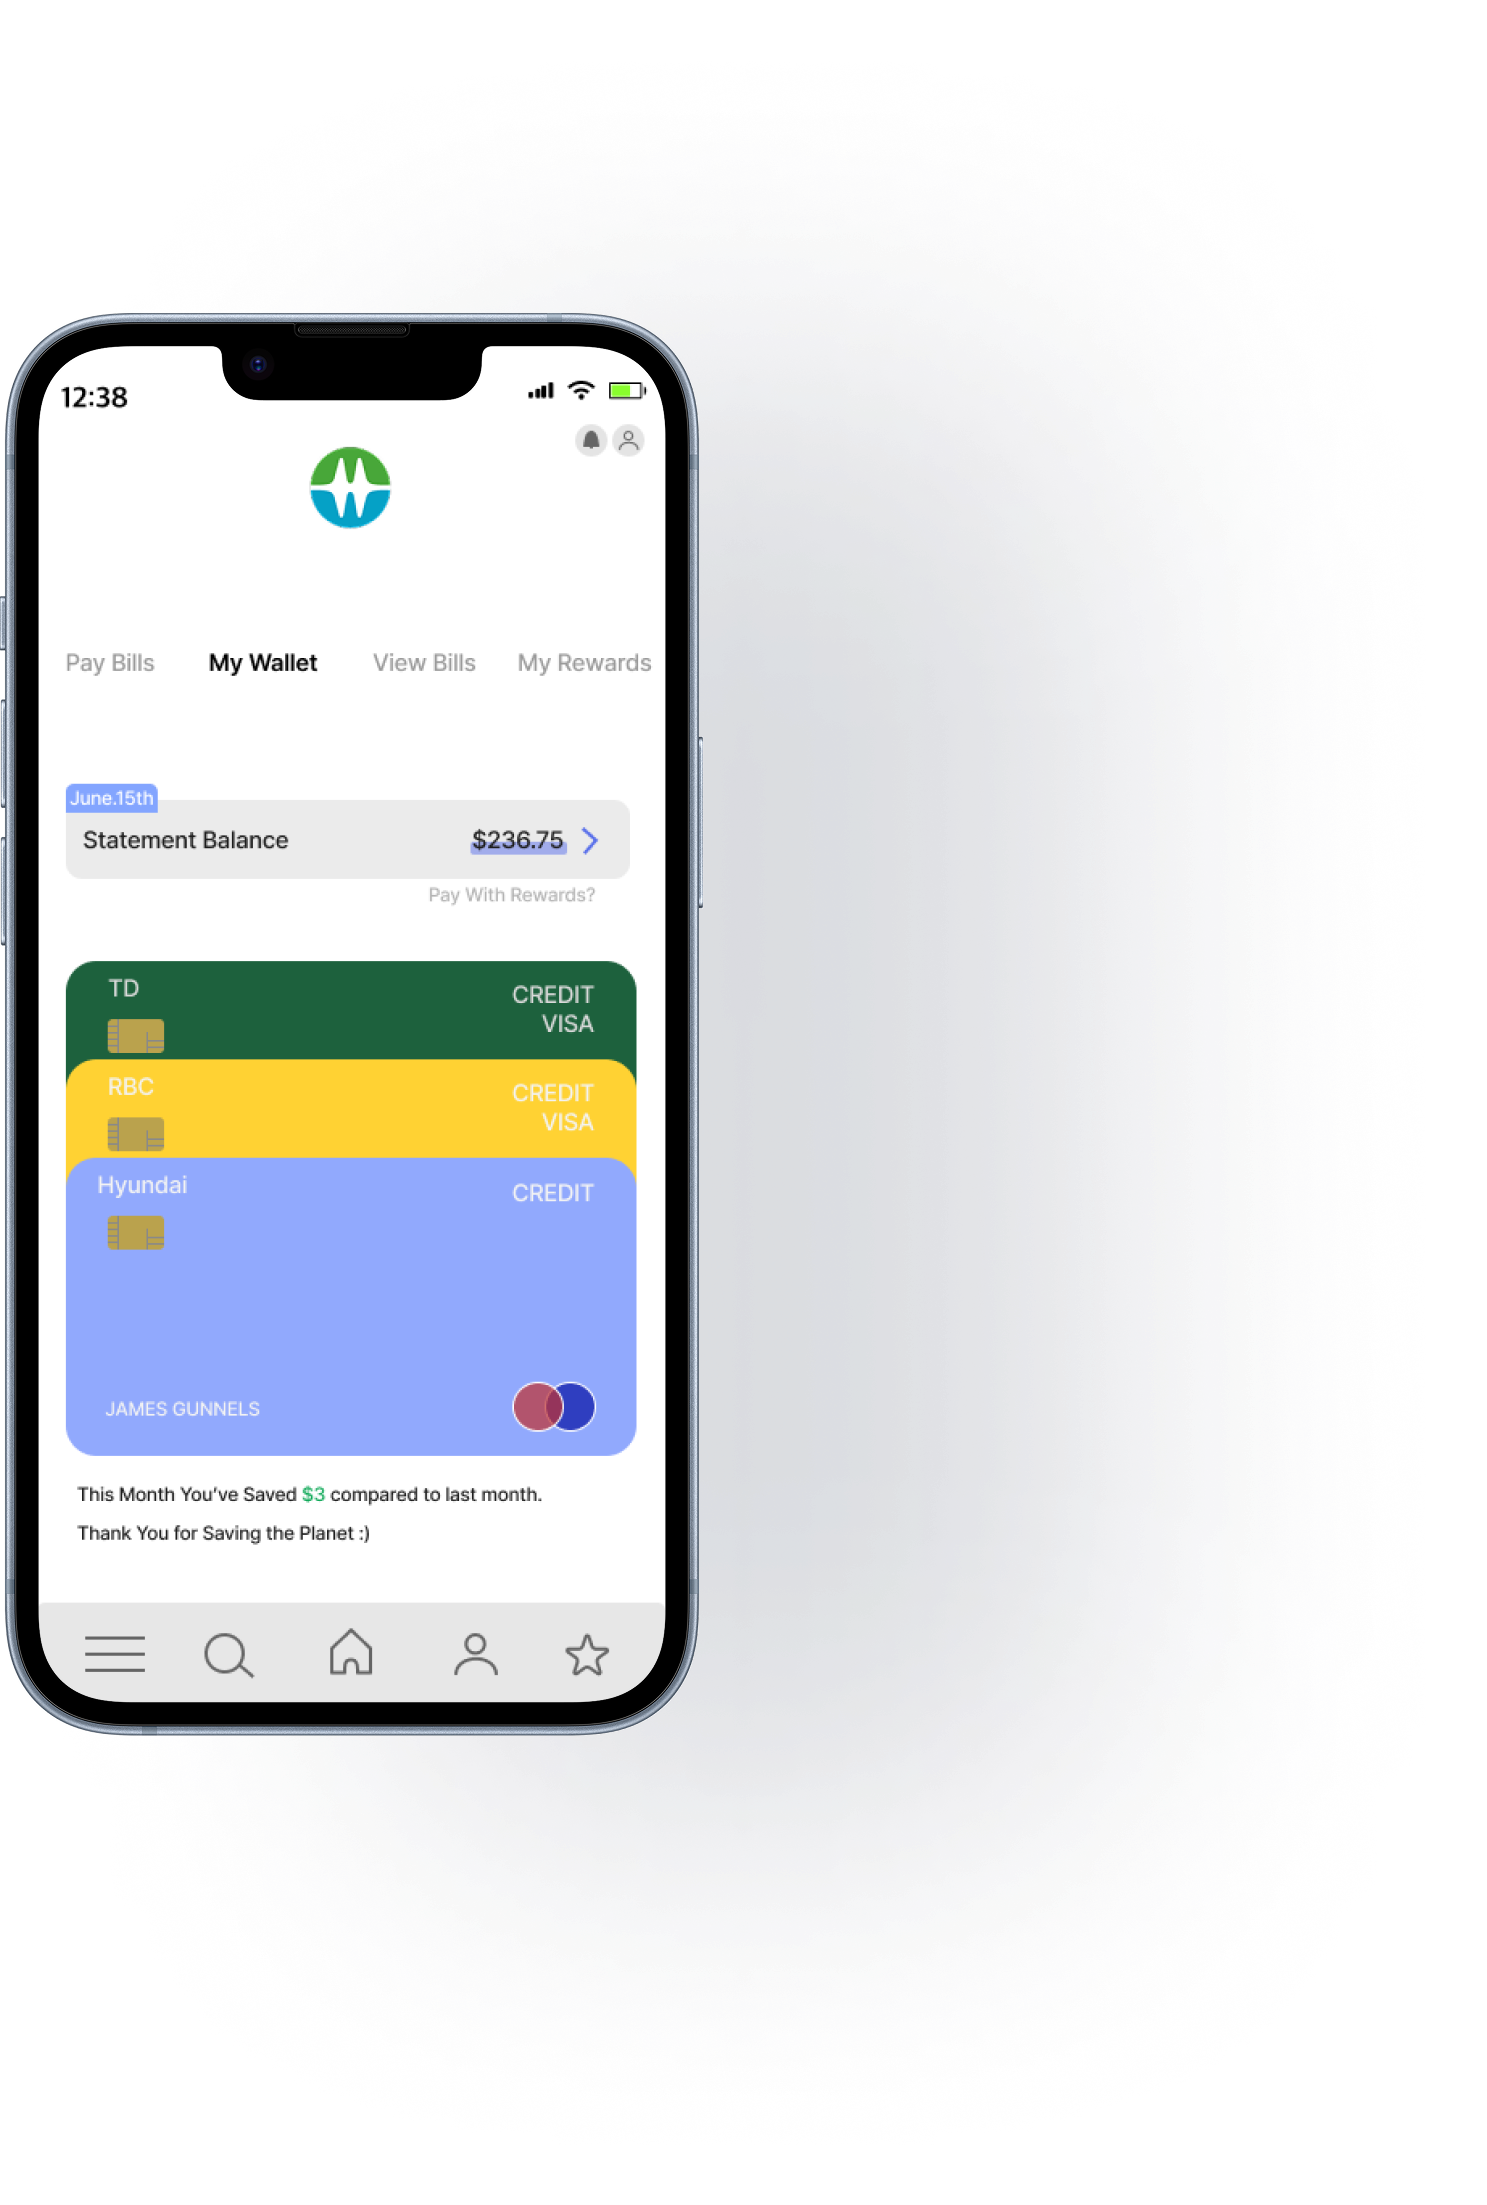 12:38
Pay Bills My Wallet View Bills My Rewards
June.15th
Statement Balance $236.75
Pay With Rewards?
TD
CREDIT
VISA
RBC
CREDIT
VISA
Hyundai
CREDIT
JAMES GUNNELS
This Month You’ve Saved $3 compared to last month.
Thank You for Saving the Planet :)